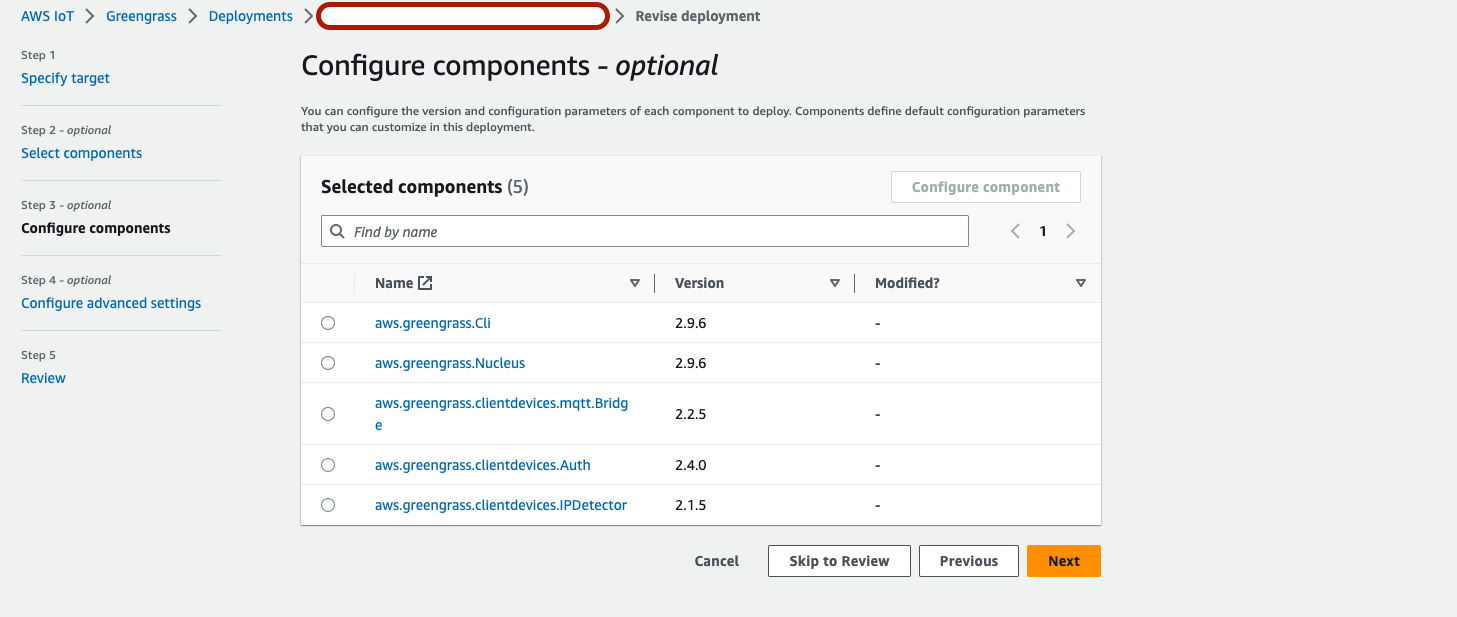 AWS IoT > Greengrass > Deployments > > Revise deployment
Step 1
Specify target
Step 2 - optional
Select components
Step 3 - optional
Configure components
Step 4 - optional
Configure advanced settings
Step 5
Review
Configure components - optional
You can configure the version and configuration parameters of each component to deploy. Components define default configuration parameters
that you can customize in this deployment.
Selected components (5)
Configure component
Find by name
1
Name Version Modified?
aws.greengrass.Cli 2.9.6 -
aws.greengrass.Nucleus 2.9.6 -
aws.greengrass.clientdevices.mqtt.Bridg
e 2.2.5 -
aws.greengrass.clientdevices.Auth 2.4.0 -
aws.greengrass.clientdevices.IPDetector 2.1.5 -
Cancel Skip to Review Previous Next